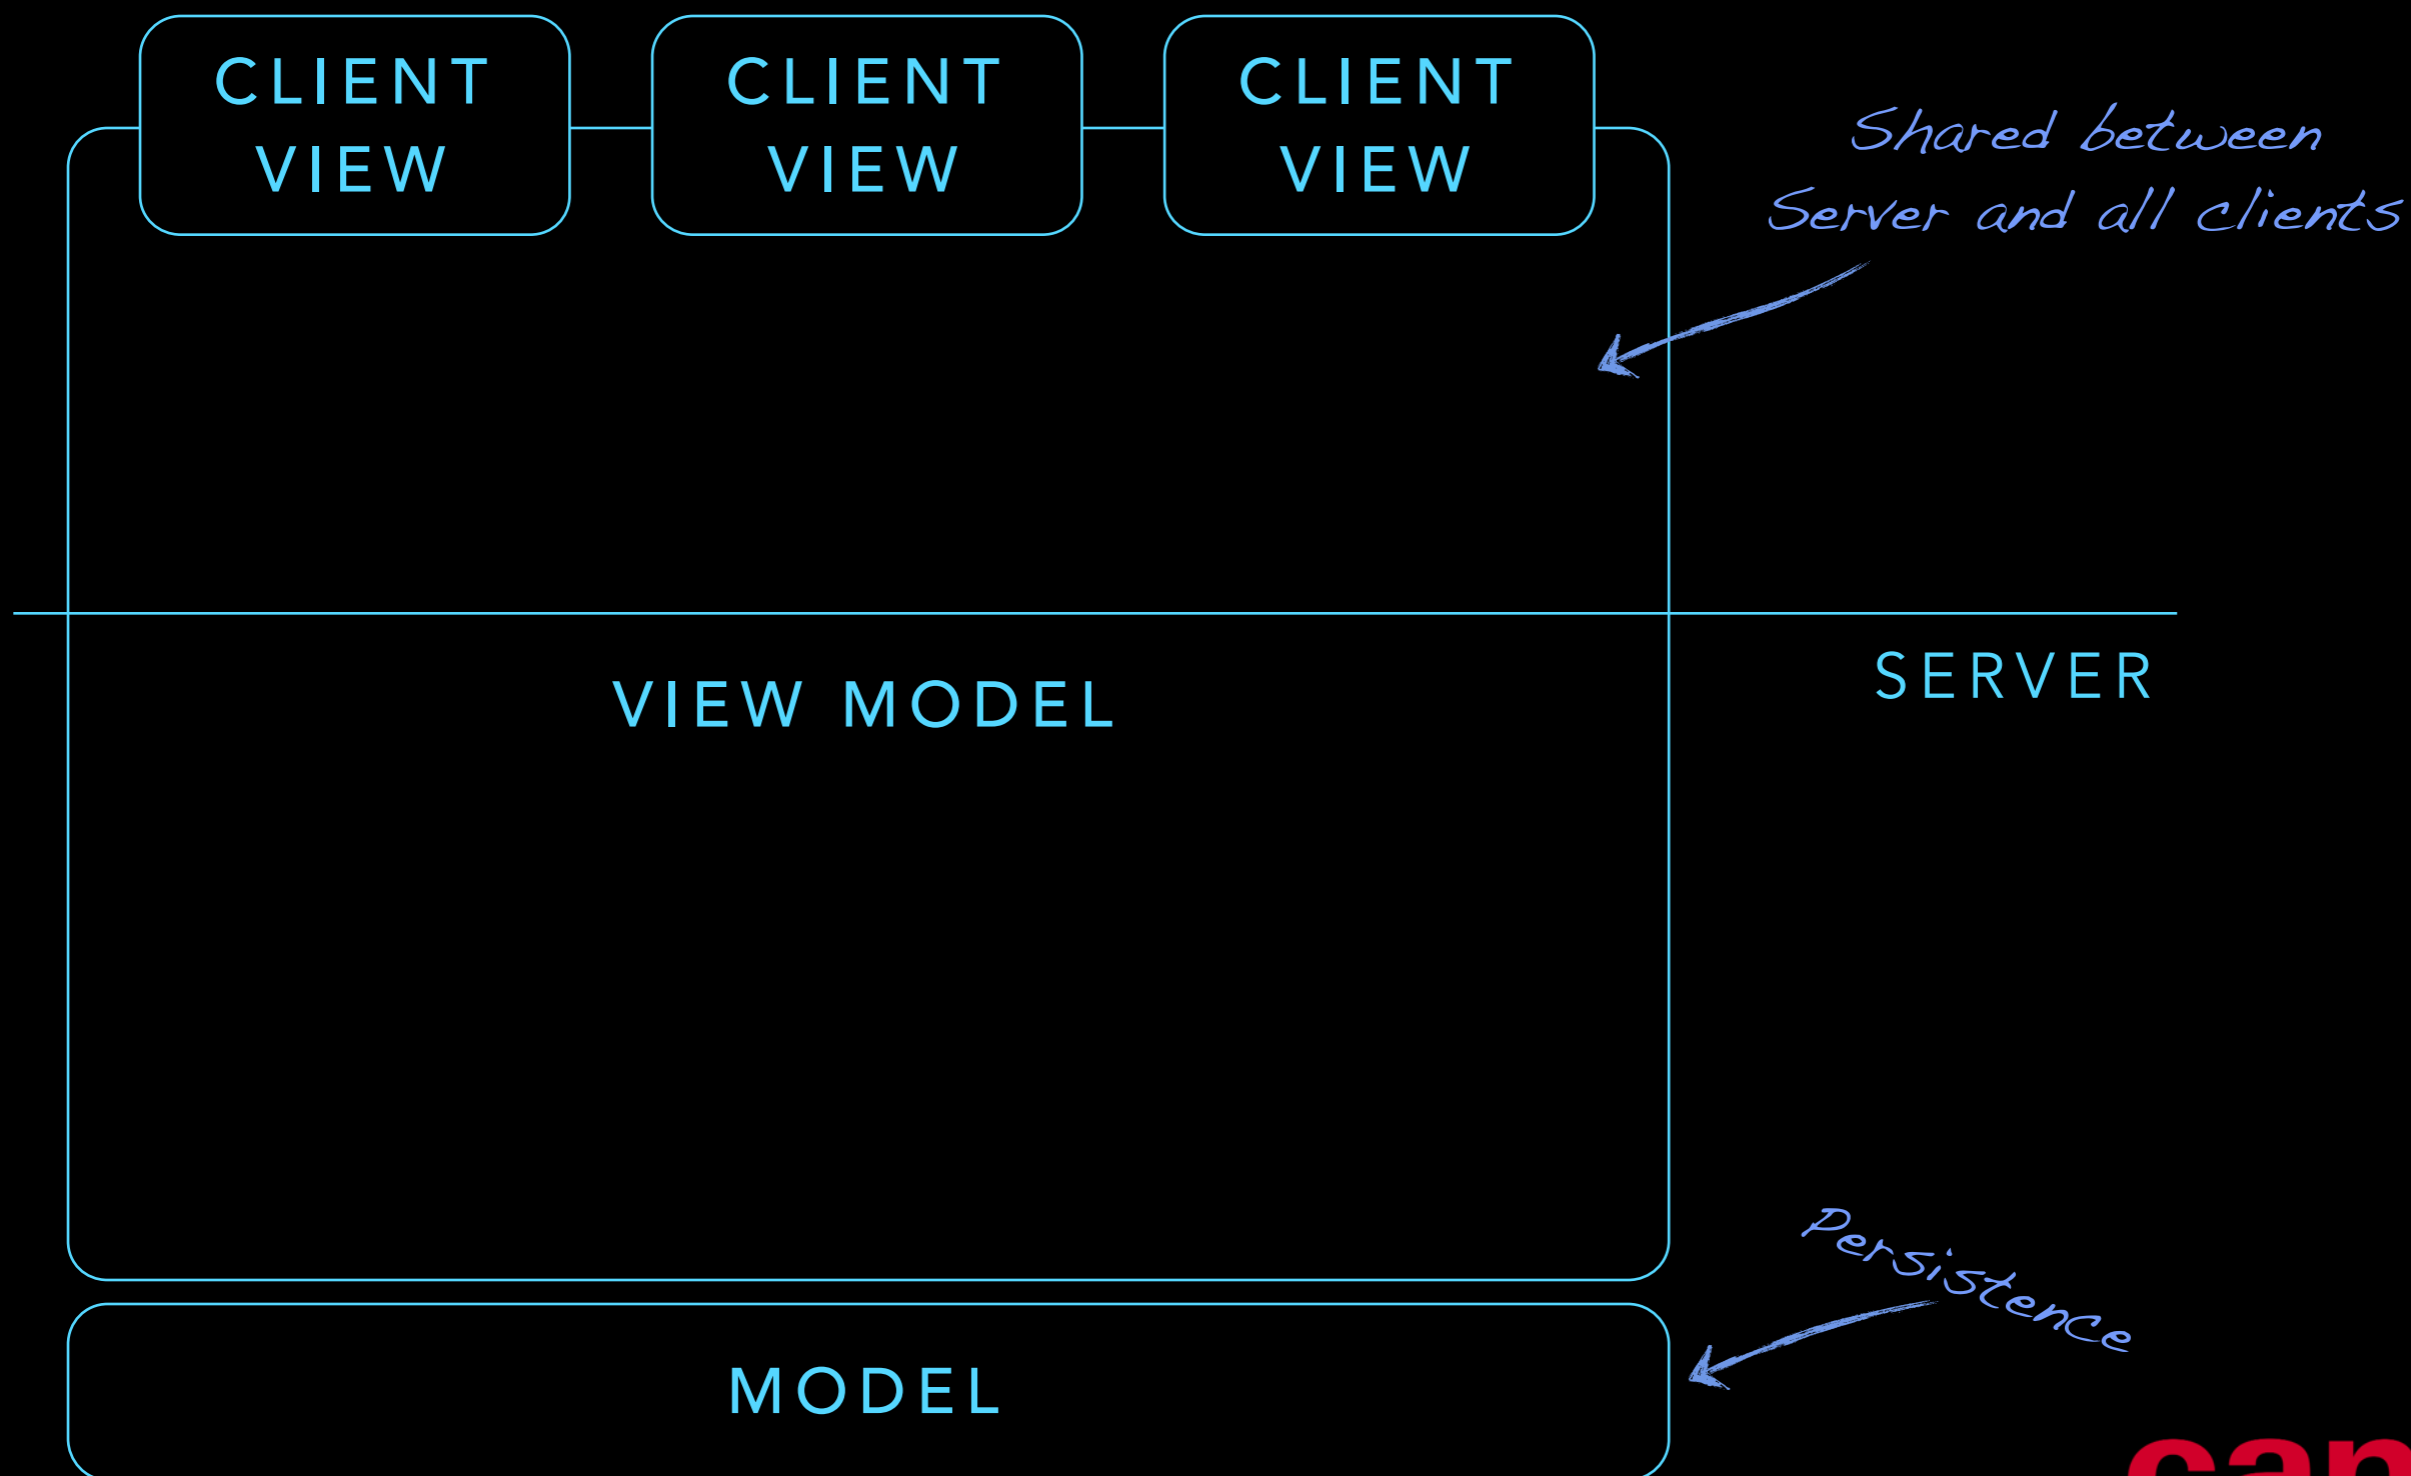 CLIENT
VIEW
CLIENT
VIEW
CLIENT
VIEW
Shared between
Server and all clients
SERVER
VIEW MODEL
Persistence
MODEL